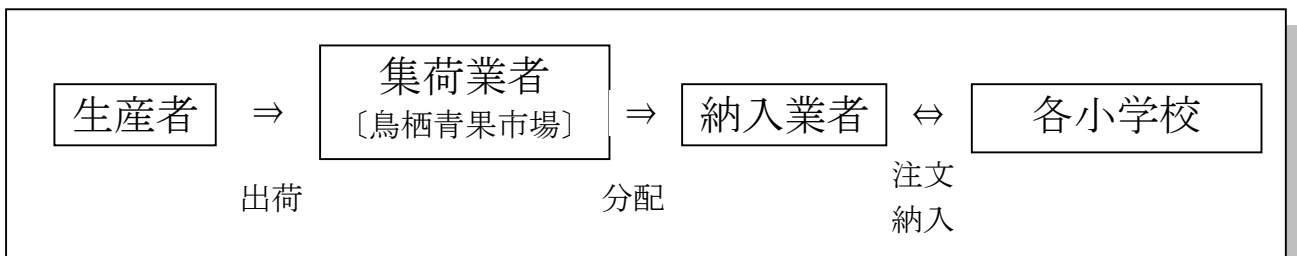 生産者
⇒
集荷業者
〔鳥栖青果市場〕
⇒
納入業者
⇔
各小学校
出荷
分配
注文
納入